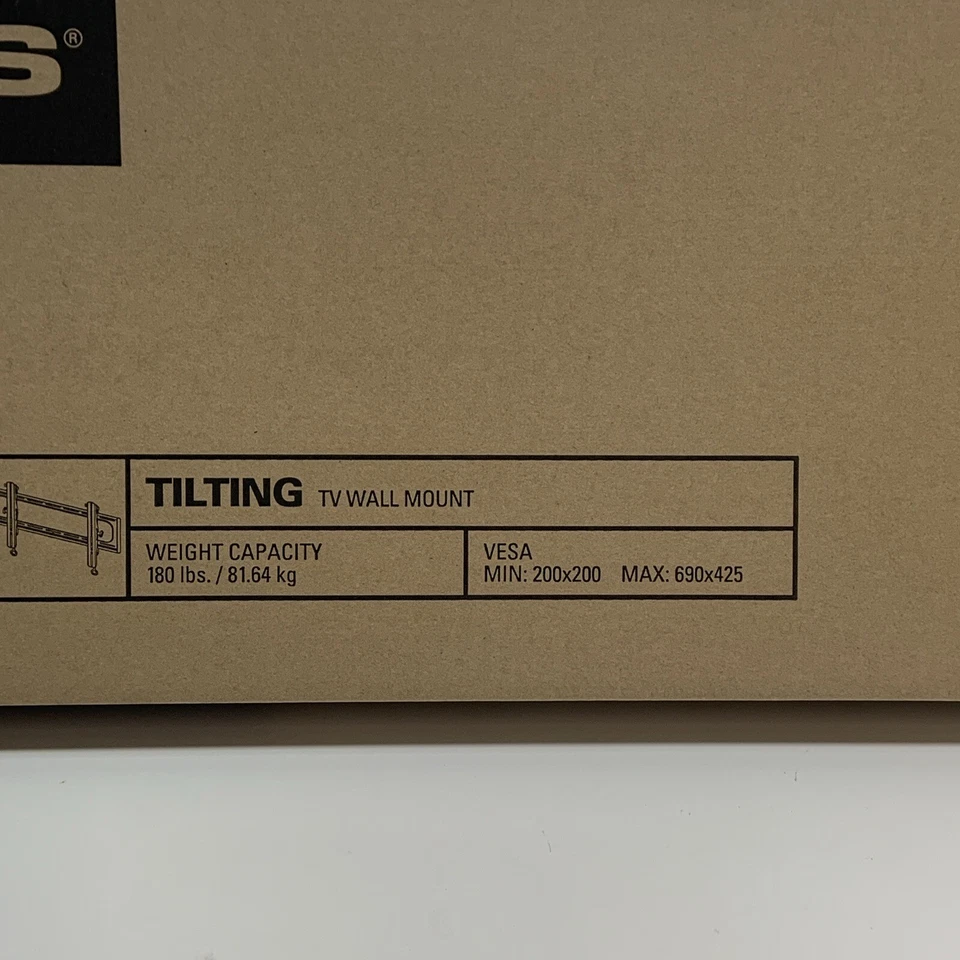 S®
TILTING TV WALL MOUNT
WEIGHT CAPACITY
180 lbs. / 81.64 kg
VESA
MIN: 200x200 MAX: 690x425